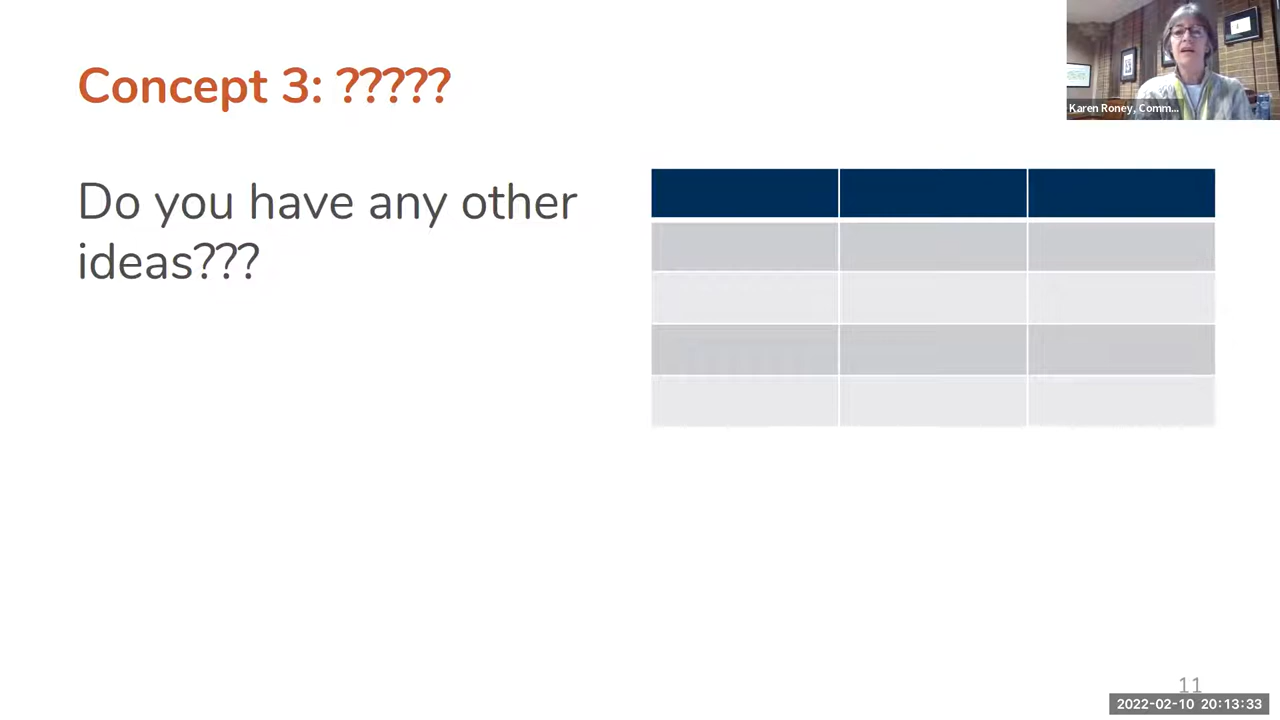 Concept 3: ?????
Karen Roney, Comm...
Do you have any other
ideas???
11
2022-02-10 20:13:33